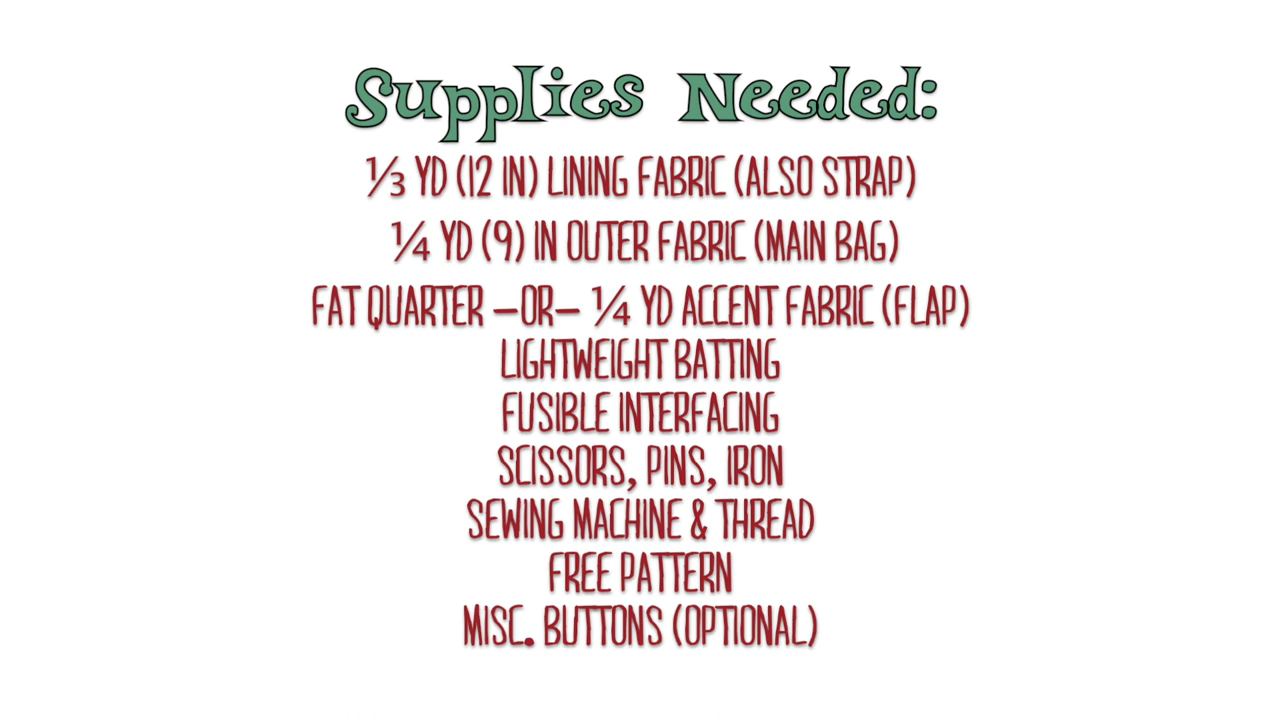 Supplies Needed:
⅓ YD (12 IN) LINING FABRIC (ALSO STRAP)
¼ YD (9) IN OUTER FABRIC (MAIN BAG)
FAT QUARTER –OR– ¼ YD ACCENT FABRIC (FLAP)
LIGHTWEIGHT BATTING
FUSIBLE INTERFACING
SCISSORS, PINS, IRON
SEWING MACHINE & THREAD
FREE PATTERN
MISC. BUTTONS (OPTIONAL)